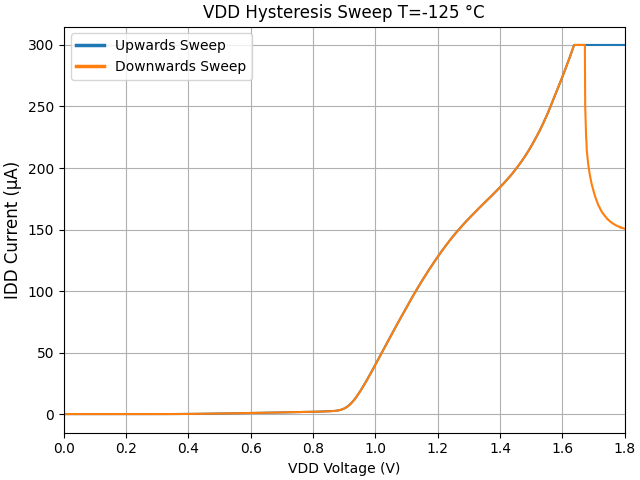 VDD Hysteresis Sweep T=-125 °C
Upwards Sweep
Downwards Sweep
300
250
200
150
100
50
0
IDD Current (μA)
0.0 0.2 0.4 0.6 0.8 1.0 1.2 1.4 1.6 1.8
VDD Voltage (V)